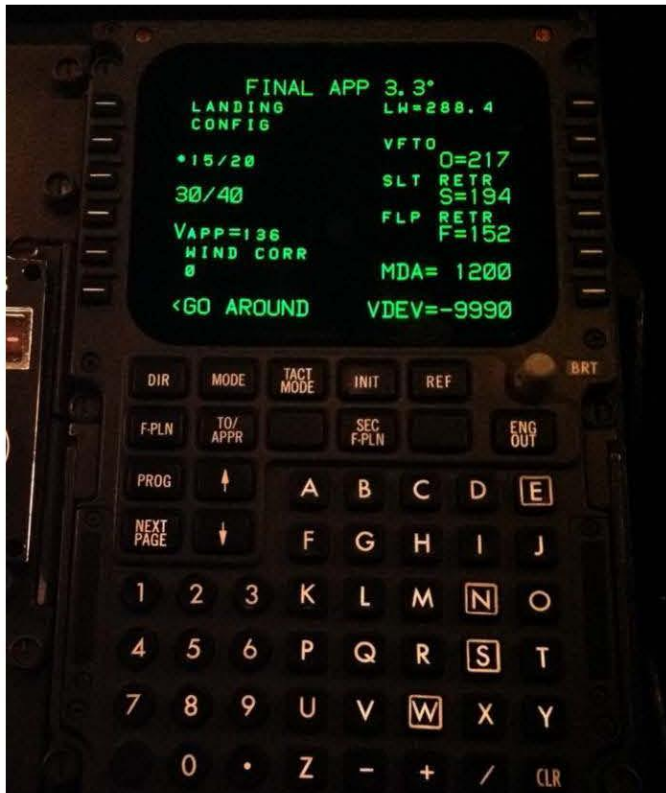 FINAL APP 3.3°
LANDING LW=288.4
CONFIG
VFTO
*15/20 O=217
SLT RETR
30/40 S=194
FLP RETR
VAPP=136 F=152
WIND CORR
0 MDA= 1200
<GO AROUND VDEV=-9990
BRT
DIR MODE TACT MODE INIT REF
F-PLN TO/APPR SEC F-PLN ENG OUT
PROG ↑ A B C D E
NEXT PAGE ↓ F G H I J
1 2 3 K L M N O
4 5 6 P Q R S T
7 8 9 U V W X Y
0 • Z - + / CLR